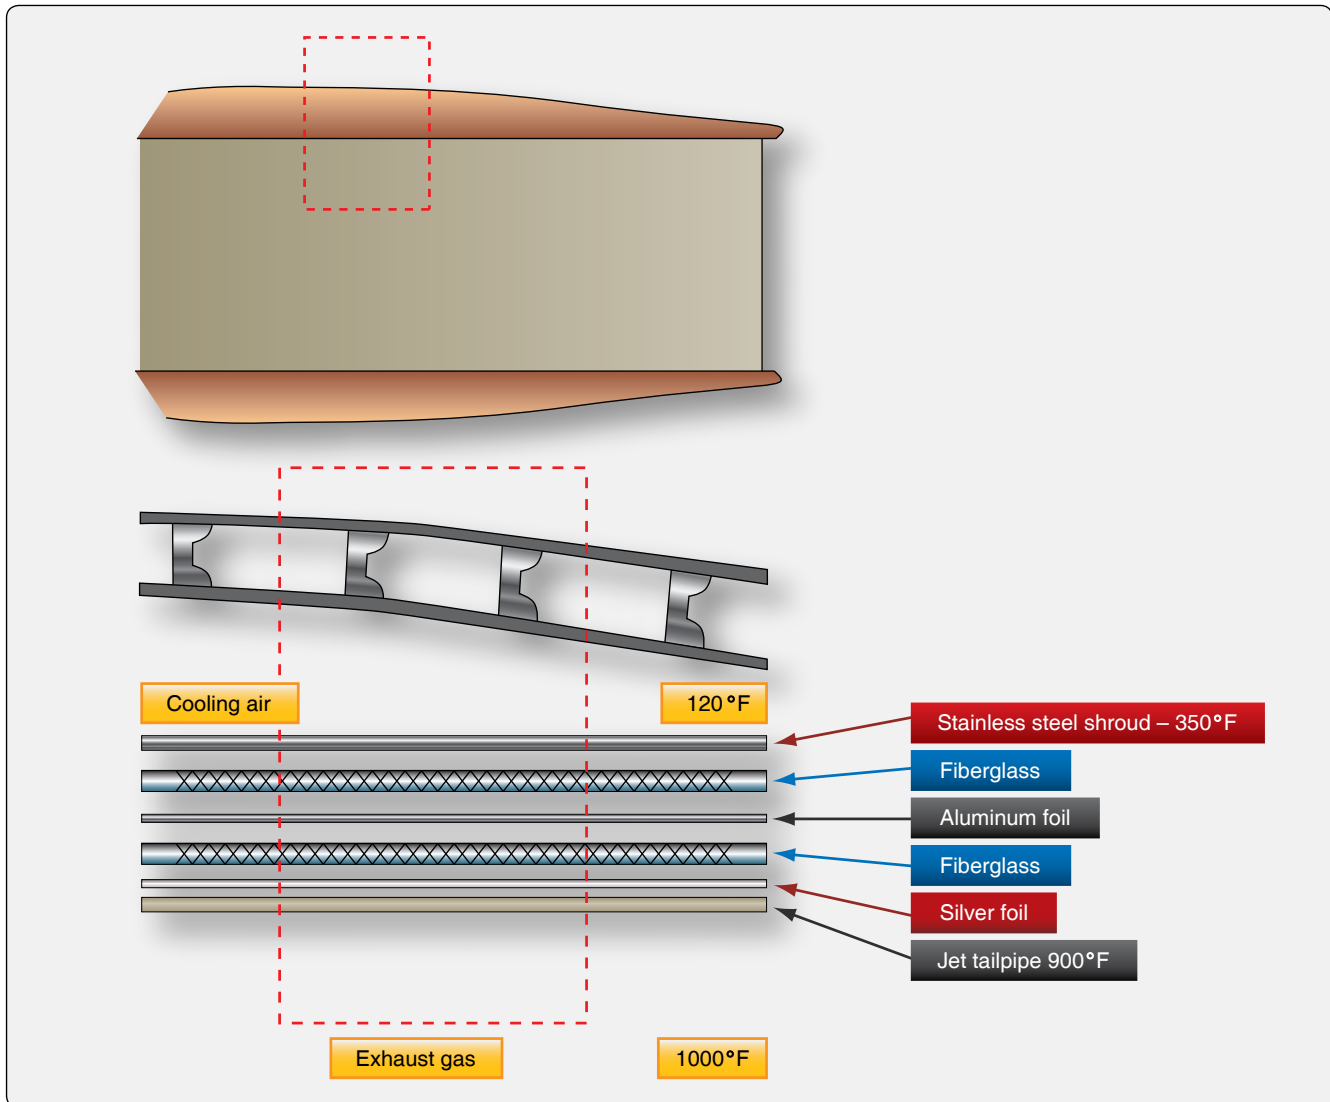 Cooling air
120°F
Stainless steel shroud – 350°F
Fiberglass
Aluminum foil
Fiberglass
Silver foil
Jet tailpipe 900°F
Exhaust gas
1000°F